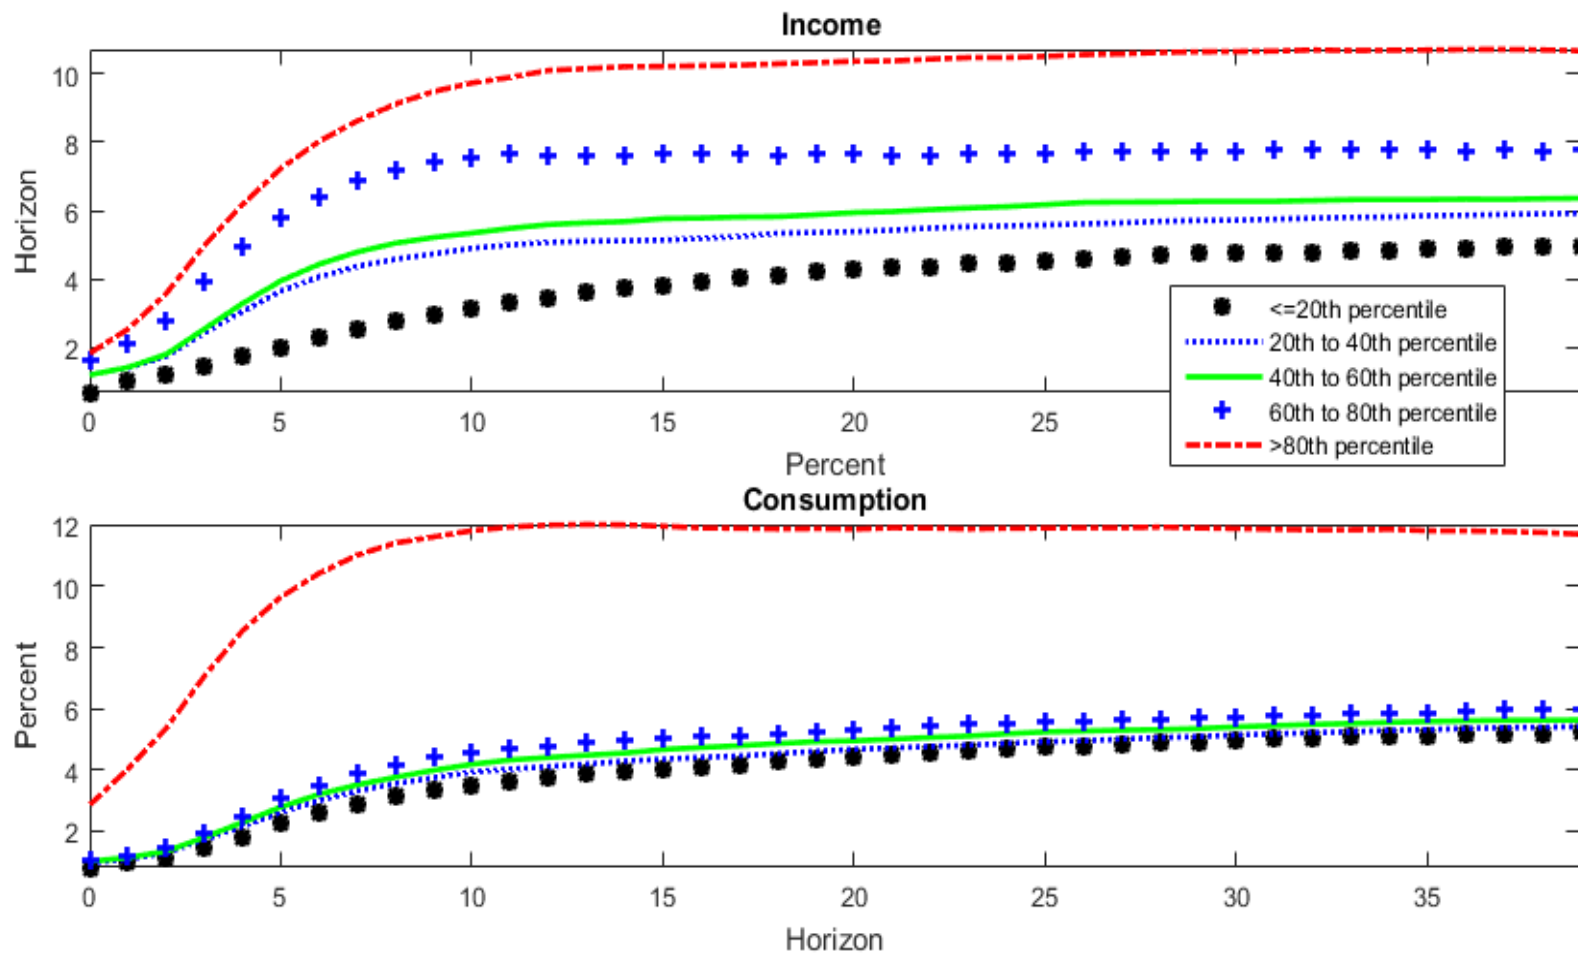 Income
Horizon
10
8
6
4
2
0 5 10 15 20 25
Percent
<=20th percentile
20th to 40th percentile
40th to 60th percentile
60th to 80th percentile
>80th percentile
Consumption
Percent
12
10
8
6
4
2
0 5 10 15 20 25 30 35
Horizon